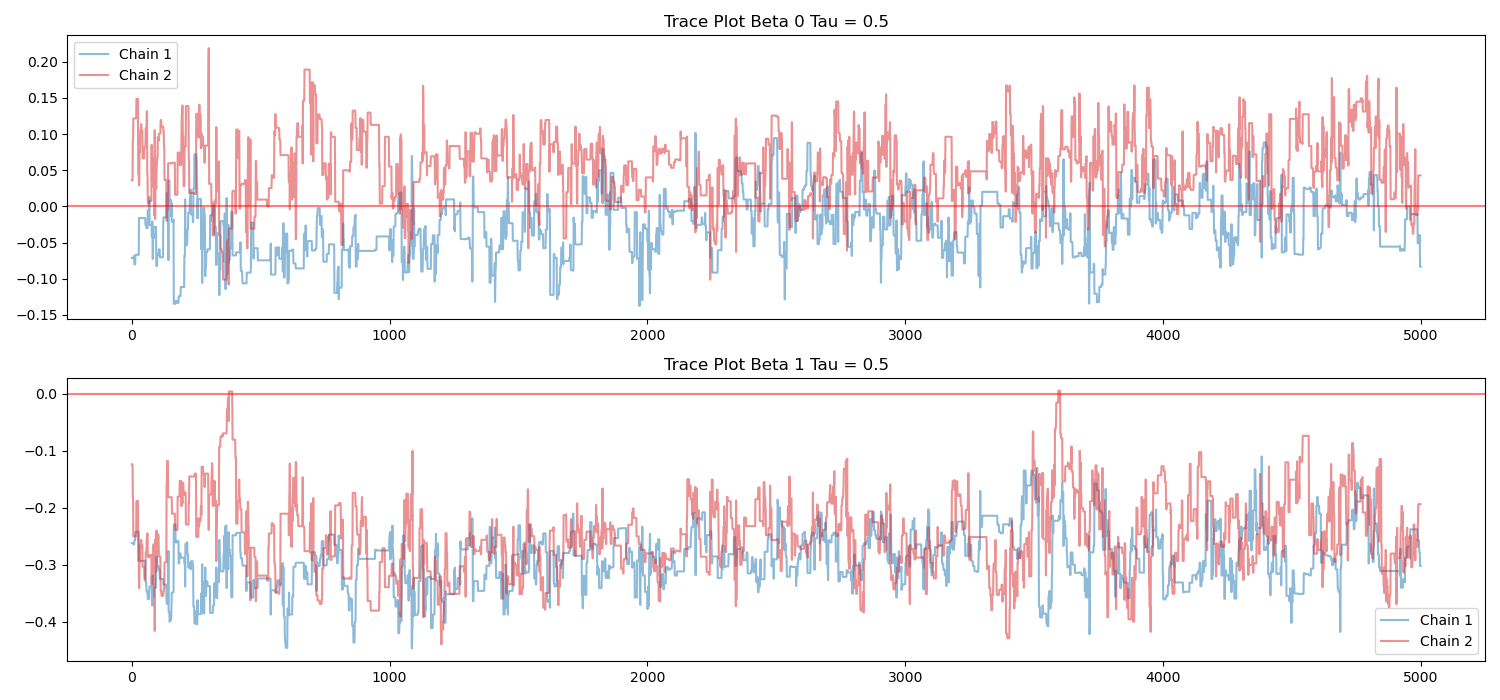 Trace Plot Beta 0 Tau = 0.5
Chain 1
Chain 2
0.20
0.15
0.10
0.05
0.00
−0.05
−0.10
−0.15
0 1000 2000 3000 4000 5000
Trace Plot Beta 1 Tau = 0.5
0.0
−0.1
−0.2
−0.3
−0.4
Chain 1
Chain 2
0 1000 2000 3000 4000 5000